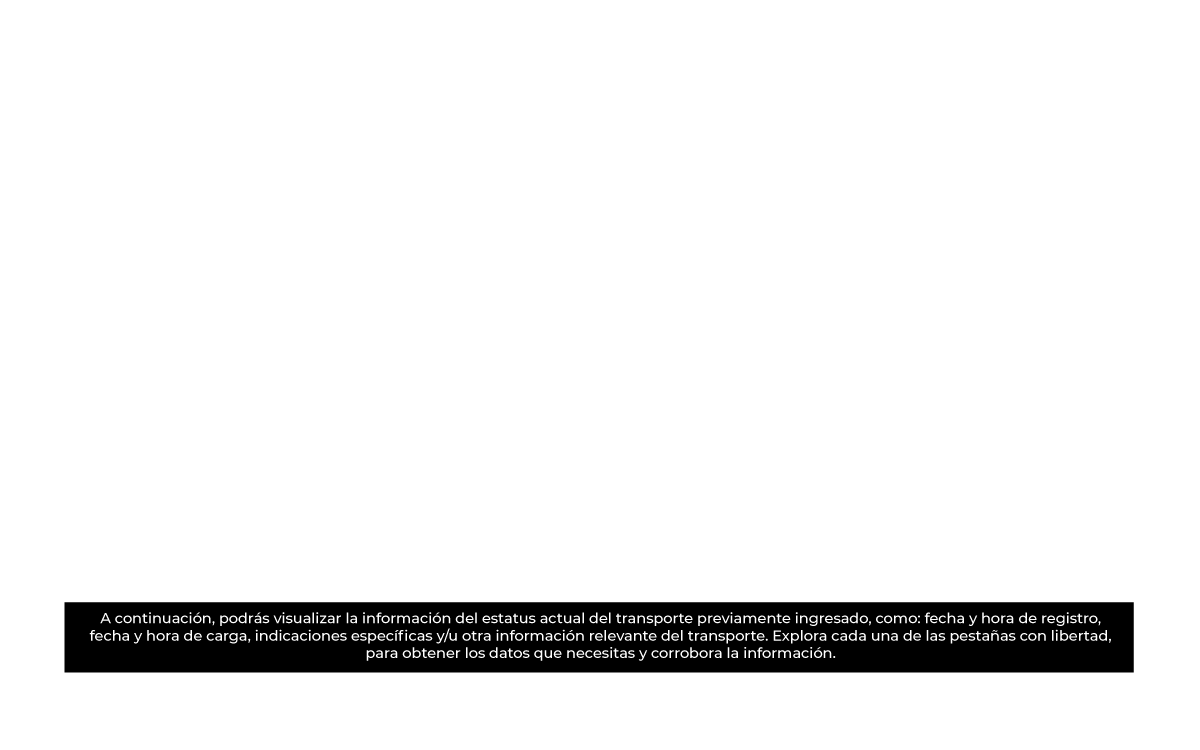 A continuación, podrás visualizar la información del estatus actual del transporte previamente ingresado, como: fecha y hora de registro,
fecha y hora de carga, indicaciones específicas y/u otra información relevante del transporte. Explora cada una de las pestañas con libertad,
para obtener los datos que necesitas y corrobora la información.